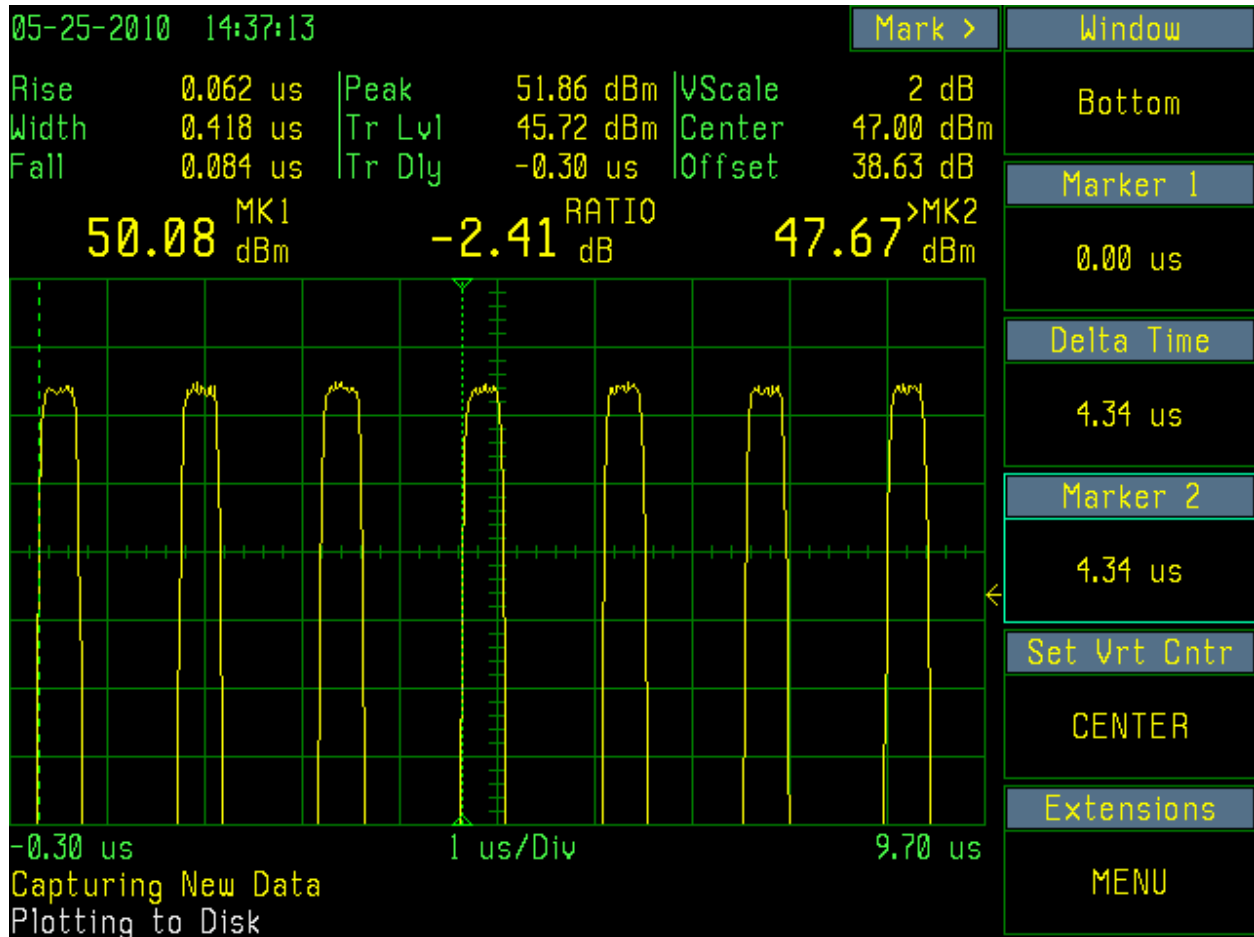 05-25-2010 14:37:13
Mark >
Rise 0.062 us Peak 51.86 dBm VScale 2 dB
Width 0.418 us Tr Lvl 45.72 dBm Center 47.00 dBm
Fall 0.084 us Tr Dly -0.30 us Offset 38.63 dB
50.08 MK1 dBm -2.41 RATIO dB 47.67 >MK2 dBm
-0.30 us 1 us/Div 9.70 us
Capturing New Data
Plotting to Disk
Window
Bottom
Marker 1
0.00 us
Delta Time
4.34 us
Marker 2
4.34 us
Set Vrt Cntr
CENTER
Extensions
MENU